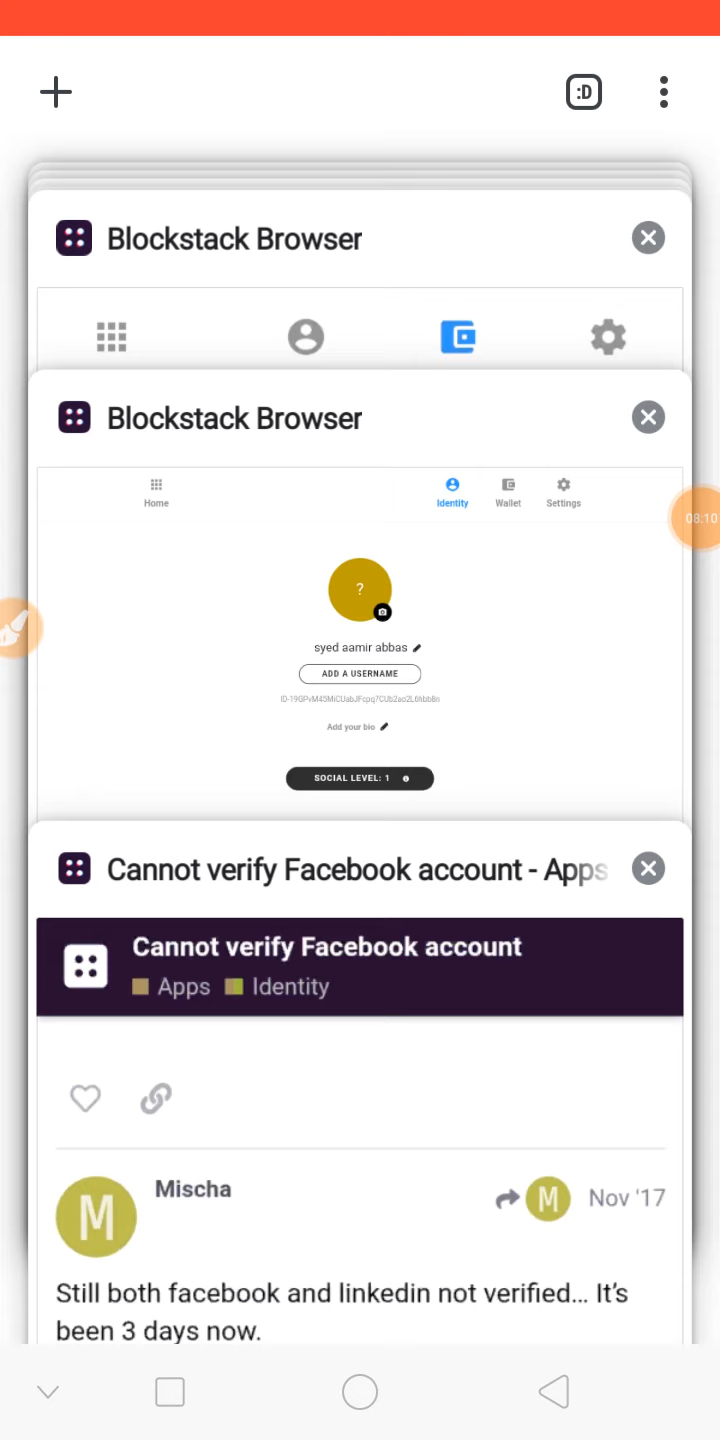 :D
Blockstack Browser
Blockstack Browser
Home
Identity
Wallet
Settings
08:10
?
syed aamir abbas
ADD A USERNAME
Add your bio
SOCIAL LEVEL: 1
Cannot verify Facebook account - Apps
Cannot verify Facebook account
Apps Identity
M Mischa M Nov '17
Still both facebook and linkedin not verified... It's
been 3 days now.